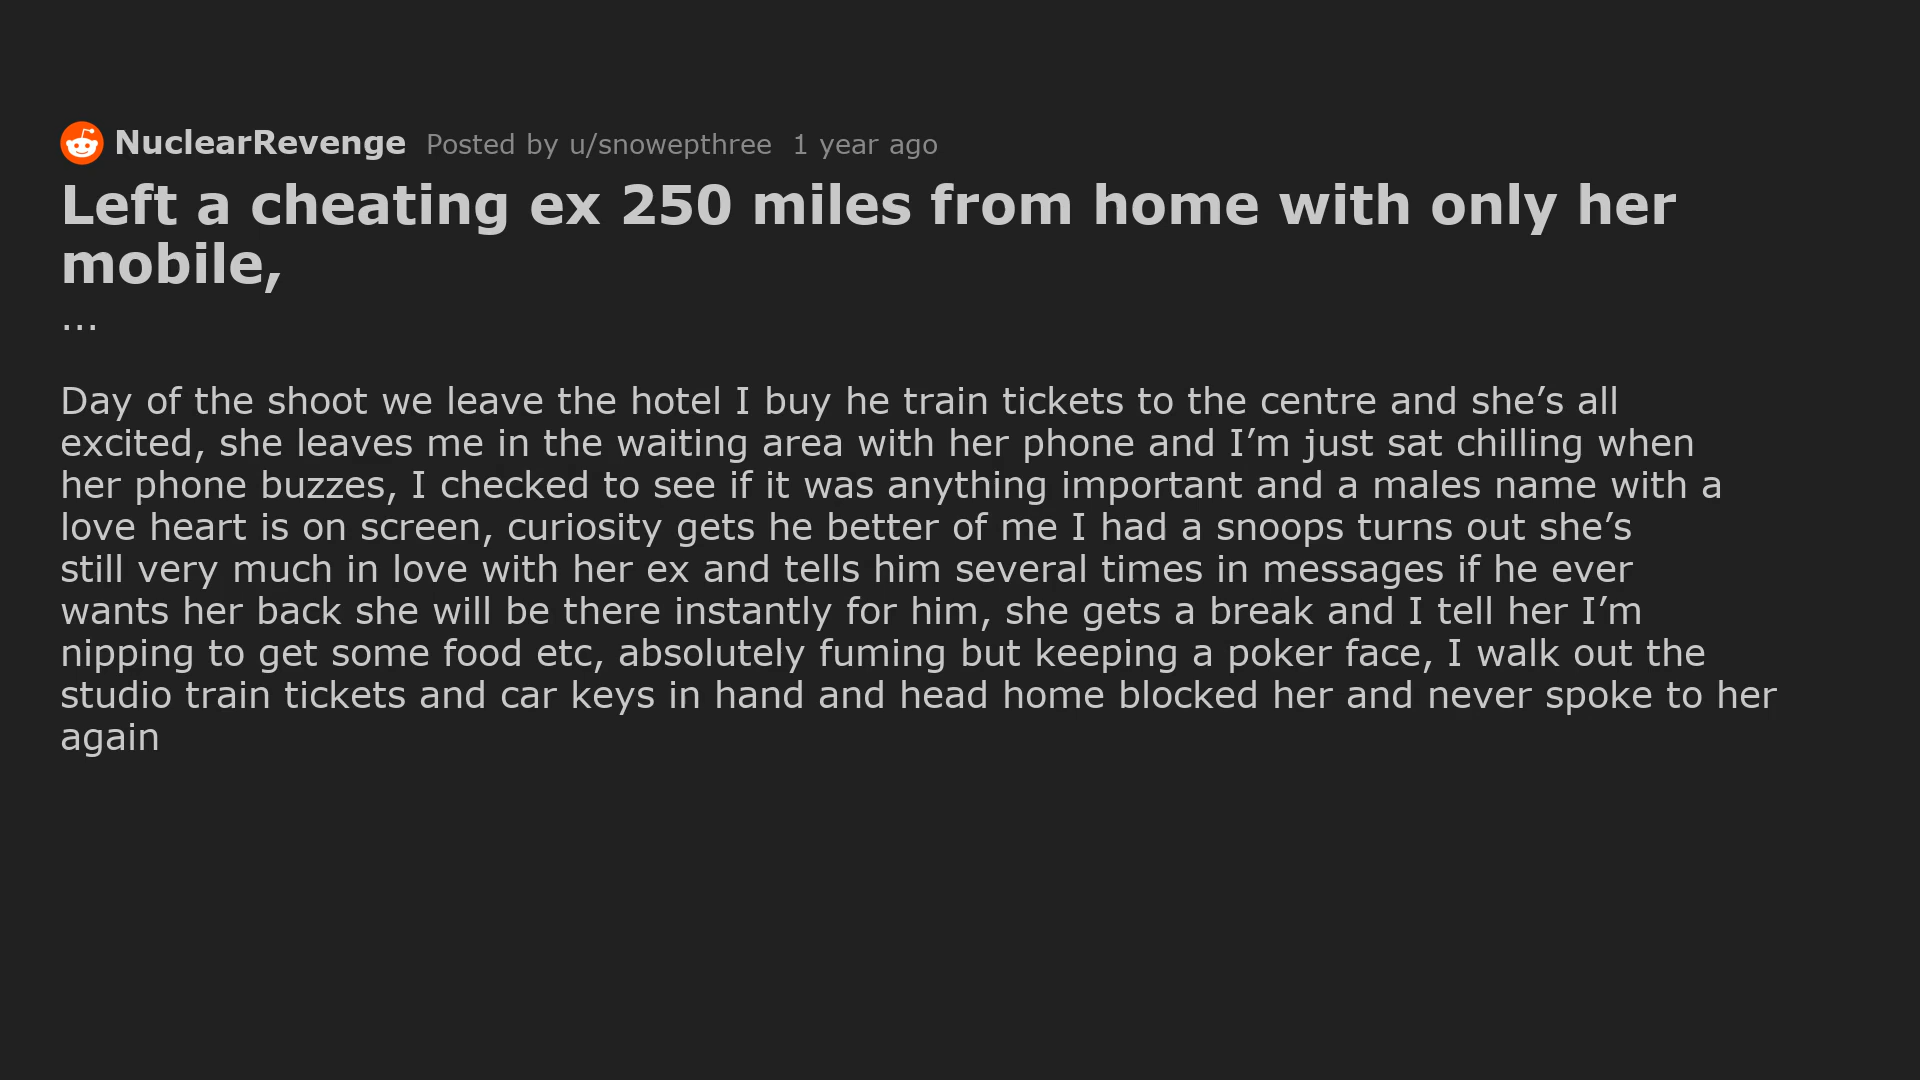 NuclearRevenge Posted by u/snowepthree 1 year ago
Left a cheating ex 250 miles from home with only her
mobile,
...
Day of the shoot we leave the hotel I buy he train tickets to the centre and she’s all
excited, she leaves me in the waiting area with her phone and I’m just sat chilling when
her phone buzzes, I checked to see if it was anything important and a males name with a
love heart is on screen, curiosity gets he better of me I had a snoops turns out she’s
still very much in love with her ex and tells him several times in messages if he ever
wants her back she will be there instantly for him, she gets a break and I tell her I’m
nipping to get some food etc, absolutely fuming but keeping a poker face, I walk out the
studio train tickets and car keys in hand and head home blocked her and never spoke to her
again